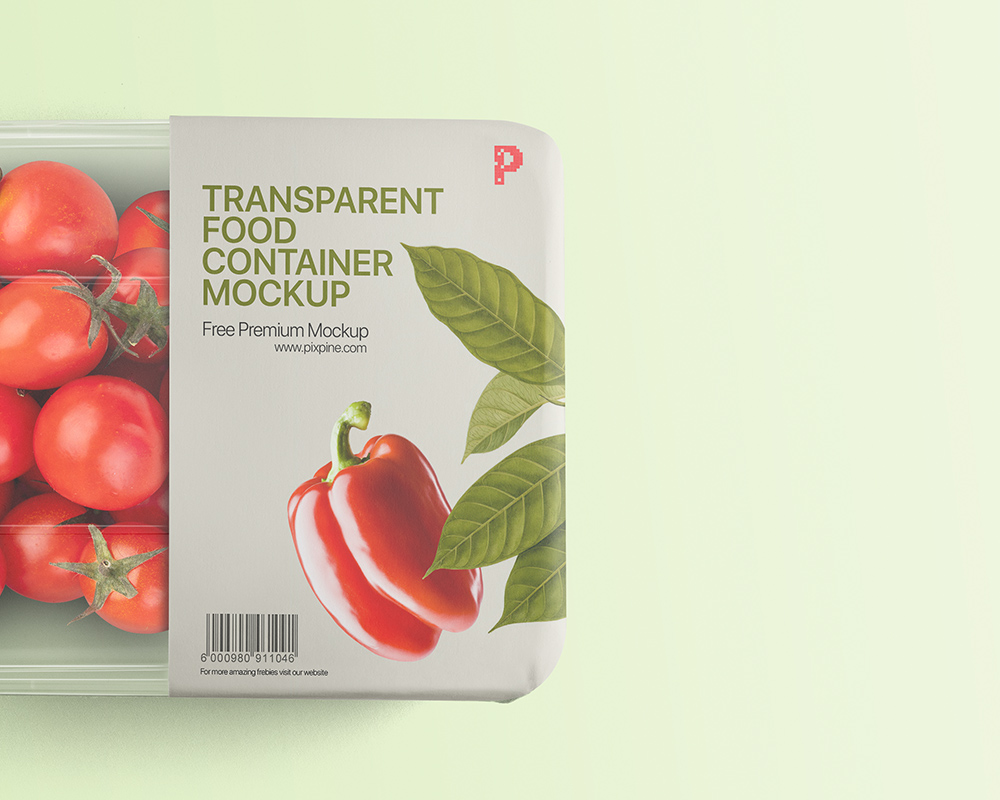 P
TRANSPARENT
FOOD
CONTAINER
MOCKUP
Free Premium Mockup
www.pixpine.com
6 000980 911046
For more amazing frebies visit our website